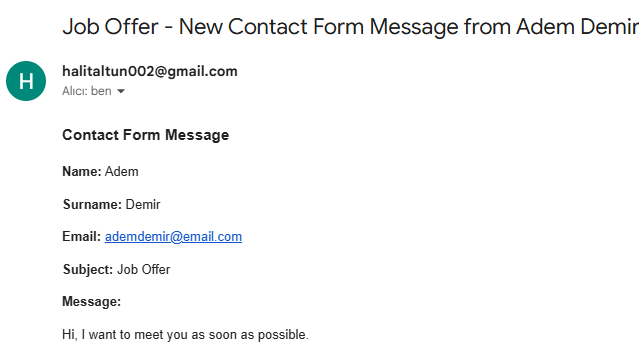 Job Offer - New Contact Form Message from Adem Demir
H
halitaltun002@gmail.com
Alıcı: ben
Contact Form Message
Name: Adem
Surname: Demir
Email: ademdemir@email.com
Subject: Job Offer
Message:
Hi, I want to meet you as soon as possible.